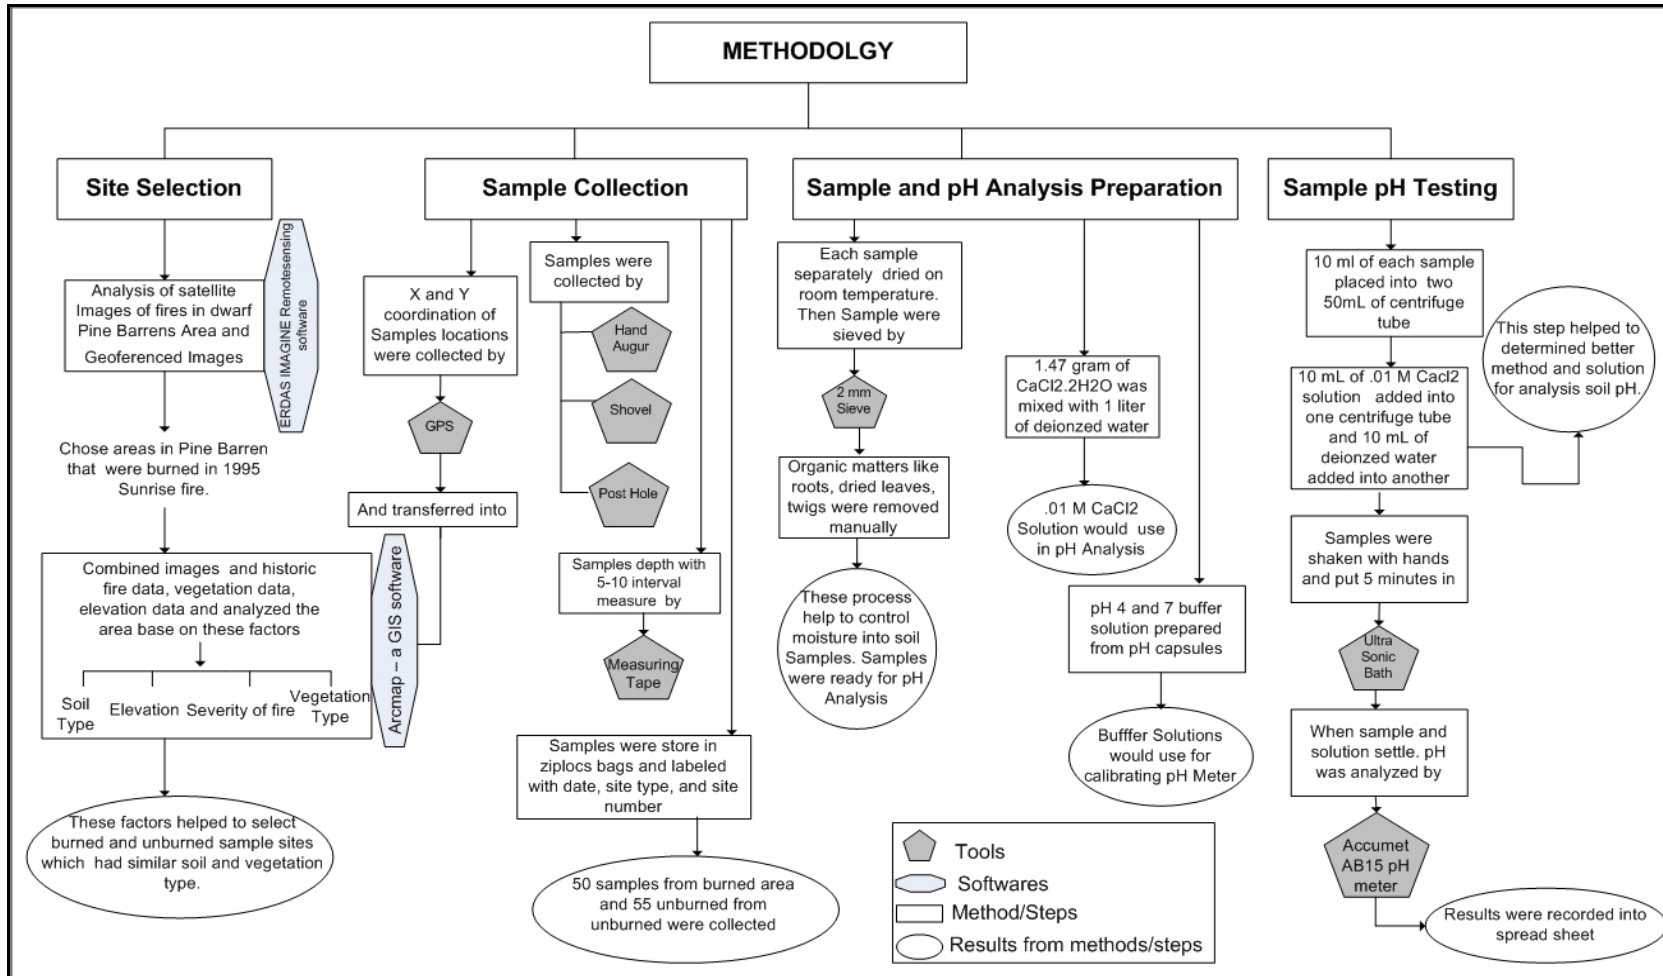 METHODOLGY
Site Selection
Analysis of satellite
Images of fires in dwarf
Pine Barrens Area and
Geoferenced Images
ERDAS IMAGINE Remotesensing
software
Chose areas in Pine Barren
that were burned in 1995
Sunrise fire.
Combined images and historic
fire data, vegetation data,
elevation data and analyzed the
area base on these factors
Soil
Type
Elevation
Severity of fire
Vegetation
Type
These factors helped to select
burned and unburned sample sites
which had similar soil and vegetation
type.
Sample Collection
X and Y
coordination of
Samples locations
were collected by
GPS
And transferred into
Arcmap – a GIS software
Samples were
collected by
Hand
Augur
Shovel
Post Hole
Samples depth with
5-10 interval
measure by
Measuring
Tape
Samples were store in
ziplocs bags and labeled
with date, site type, and site
number
50 samples from burned area
and 55 unburned from
unburned were collected
Sample and pH Analysis Preparation
Each sample
separately dried on
room temperature.
Then Sample were
sieved by
2 mm
Sieve
Organic matters like
roots, dried leaves,
twigs were removed
manually
These process
help to control
moisture into soil
Samples. Samples
were ready for pH
Analysis
1.47 gram of
CaCl2.2H2O was
mixed with 1 liter
of deionzed water
.01 M CaCl2
Solution would use
in pH Analysis
pH 4 and 7 buffer
solution prepared
from pH capsules
Bufffer Solutions
would use for
calibrating pH Meter
Sample pH Testing
10 ml of each sample
placed into two
50mL of centrifuge
tube
10 mL of .01 M Cacl2
solution added into
one centrifuge tube
and 10 mL of
deionzed water
added into another
This step helped to
determined better
method and solution
for analysis soil pH.
Samples were
shaken with hands
and put 5 minutes in
Ultra
Sonic
Bath
When sample and
solution settle. pH
was analyzed by
Accumet
AB15 pH
meter
Results were recorded into
spread sheet
Tools
Softwares
Method/Steps
Results from methods/steps